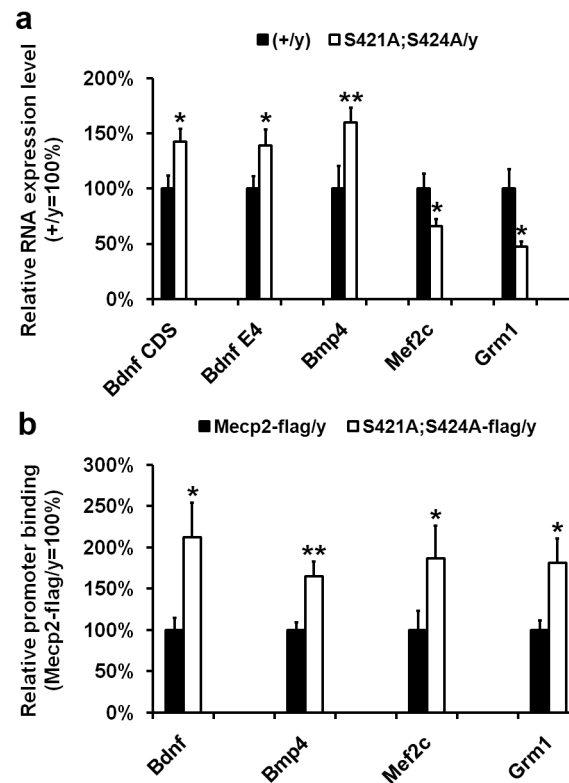 a
(+/y) S421A;S424A/y
Relative RNA expression level
(+/y=100%)
200%
150%
100%
50%
0%
* * ** * *
Bdnf CDS Bdnf E4 Bmp4 Mef2c Grm1
b
Mecp2-flag/y S421A;S424A-flag/y
Relative promoter binding
(Mecp2-flag/y=100%)
300%
250%
200%
150%
100%
50%
0%
* ** * *
Bdnf Bmp4 Mef2c Grm1